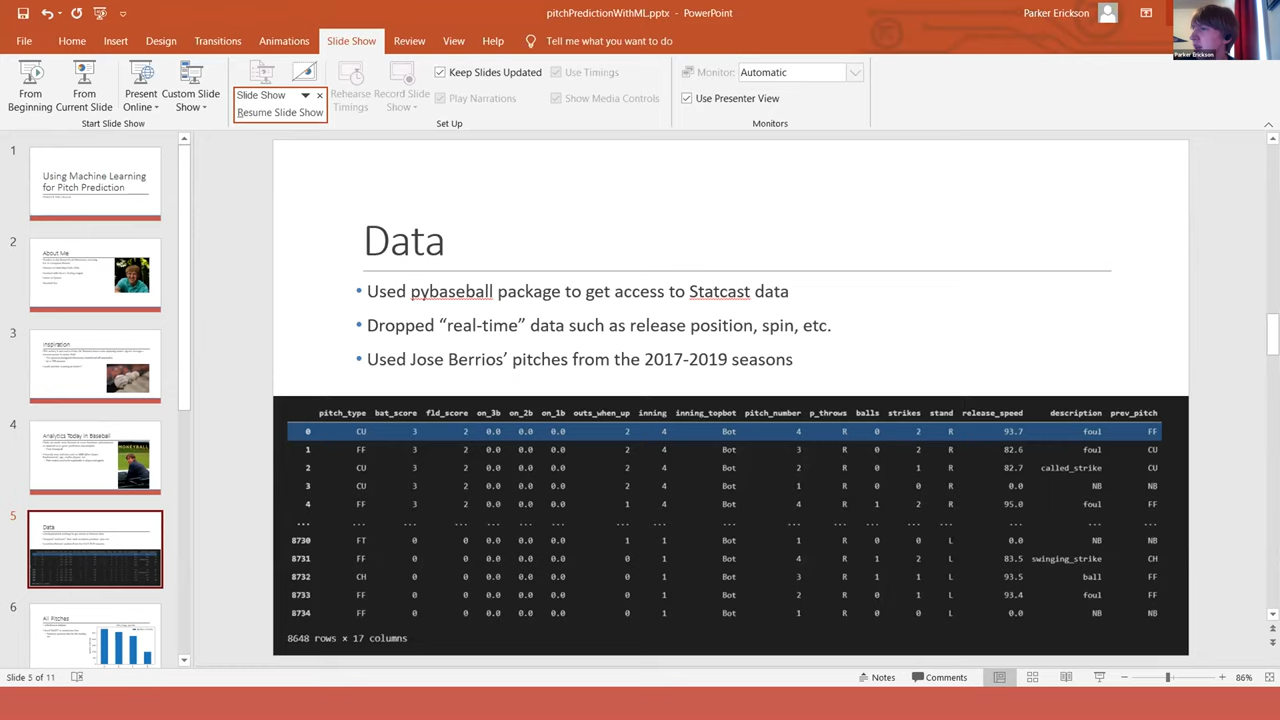 pitchPredictionWithML.pptx - PowerPoint
Parker Erickson
Parker Erickson
File Home Insert Design Transitions Animations Slide Show Review View Help Tell me what you want to do
From Beginning
From Current Slide
Present Online
Custom Slide Show
Start Slide Show
Slide Show
Resume Slide Show
Rehearse Timings
Record Slide Show
Keep Slides Updated
Play Narrations
Use Timings
Show Media Controls
Set Up
Monitor: Automatic
Use Presenter View
Monitors
1
Using Machine Learning
for Pitch Prediction
2
About Me
3
Inspiration
4
Analytics Today in Baseball
MONEYBALL
5
Data
6
All Pitches
Data
• Used pybaseball package to get access to Statcast data
• Dropped “real-time” data such as release position, spin, etc.
• Used Jose Berrios’ pitches from the 2017-2019 seasons
pitch_type bat_score fld_score on_3b on_2b on_1b outs_when_up inning inning_topbot pitch_number p_throws balls strikes stand release_speed description prev_pitch
0 CU 3 2 0.0 0.0 0.0 2 4 Bot 4 R 0 2 R 93.7 foul FF
1 FF 3 2 0.0 0.0 0.0 2 4 Bot 3 R 0 2 R 82.6 foul CU
2 CU 3 2 0.0 0.0 0.0 2 4 Bot 2 R 0 1 R 82.7 called_strike CU
3 CU 3 2 0.0 0.0 0.0 2 4 Bot 1 R 0 0 R 0.0 NB NB
4 FF 3 2 0.0 0.0 0.0 1 4 Bot 4 R 1 2 R 95.0 foul FF
... ... ... ... ... ... ... ... ... ... ... ... ... ... ... ... ... ...
8730 FT 0 0 0.0 0.0 0.0 1 1 Bot 1 R 0 0 L 0.0 NB NB
8731 FF 0 0 0.0 0.0 0.0 0 1 Bot 4 R 1 2 L 83.5 swinging_strike CH
8732 CH 0 0 0.0 0.0 0.0 0 1 Bot 3 R 1 1 L 93.5 ball FF
8733 FF 0 0 0.0 0.0 0.0 0 1 Bot 2 R 0 1 L 93.4 foul FF
8734 FF 0 0 0.0 0.0 0.0 0 1 Bot 1 R 0 0 L 0.0 NB NB
8648 rows × 17 columns
Slide 5 of 11
Notes
Comments
86%